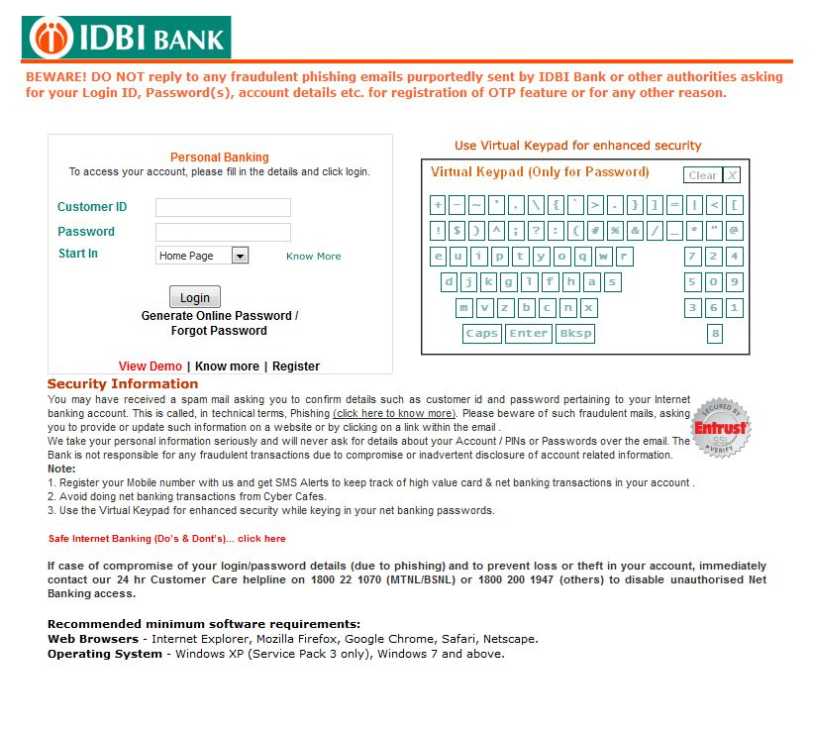 IDBI BANK
BEWARE! DO NOT reply to any fraudulent phishing emails purportedly sent by IDBI Bank or other authorities asking
for your Login ID, Password(s), account details etc. for registration of OTP feature or for any other reason.
Personal Banking
To access your account, please fill in the details and click login.
Customer ID
Password
Start In
Home Page
Know More
Login
Generate Online Password /
Forgot Password
View Demo | Know more | Register
Use Virtual Keypad for enhanced security
Virtual Keypad (Only for Password)
Clear X
+ - ~ ' . \ { ` > . } ] = | < [
! $ ) ^ ; ? : ( # % & / _ * " @
e u i p t y o q w r 7 2 4
d j k g l f h a s 5 0 9
m v z b c n x 3 6 1
Caps Enter Bksp 8
Security Information
You may have received a spam mail asking you to confirm details such as customer id and password pertaining to your Internet
banking account. This is called, in technical terms, Phishing (click here to know more). Please beware of such fraudulent mails, asking
you to provide or update such information on a website or by clicking on a link within the email .
We take your personal information seriously and will never ask for details about your Account / PINs or Passwords over the email. The
Bank is not responsible for any fraudulent transactions due to compromise or inadvertent disclosure of account related information.
SECURED BY
Entrust
SSL
VERIFY
Note:
1. Register your Mobile number with us and get SMS Alerts to keep track of high value card & net banking transactions in your account .
2. Avoid doing net banking transactions from Cyber Cafes.
3. Use the Virtual Keypad for enhanced security while keying in your net banking passwords.
Safe Internet Banking (Do's & Dont's)... click here
If case of compromise of your login/password details (due to phishing) and to prevent loss or theft in your account, immediately
contact our 24 hr Customer Care helpline on 1800 22 1070 (MTNL/BSNL) or 1800 200 1947 (others) to disable unauthorised Net
Banking access.
Recommended minimum software requirements:
Web Browsers - Internet Explorer, Mozilla Firefox, Google Chrome, Safari, Netscape.
Operating System - Windows XP (Service Pack 3 only), Windows 7 and above.